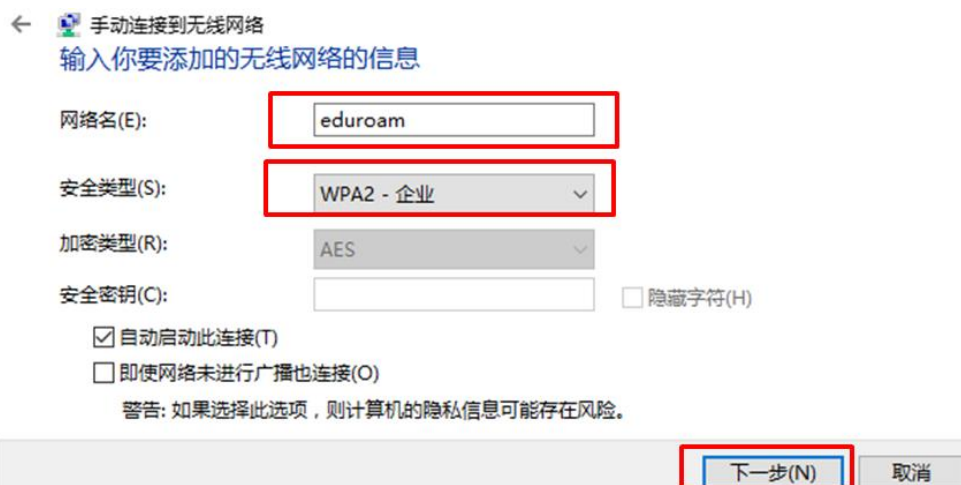 手动连接到无线网络
输入你要添加的无线网络的信息
网络名(E): eduroam
安全类型(S): WPA2 - 企业
加密类型(R): AES
安全密钥(C): 隐藏字符(H)
自动启动此连接(T)
即使网络未进行广播也连接(O)
警告: 如果选择此选项，则计算机的隐私信息可能存在风险。
下一步(N) 取消